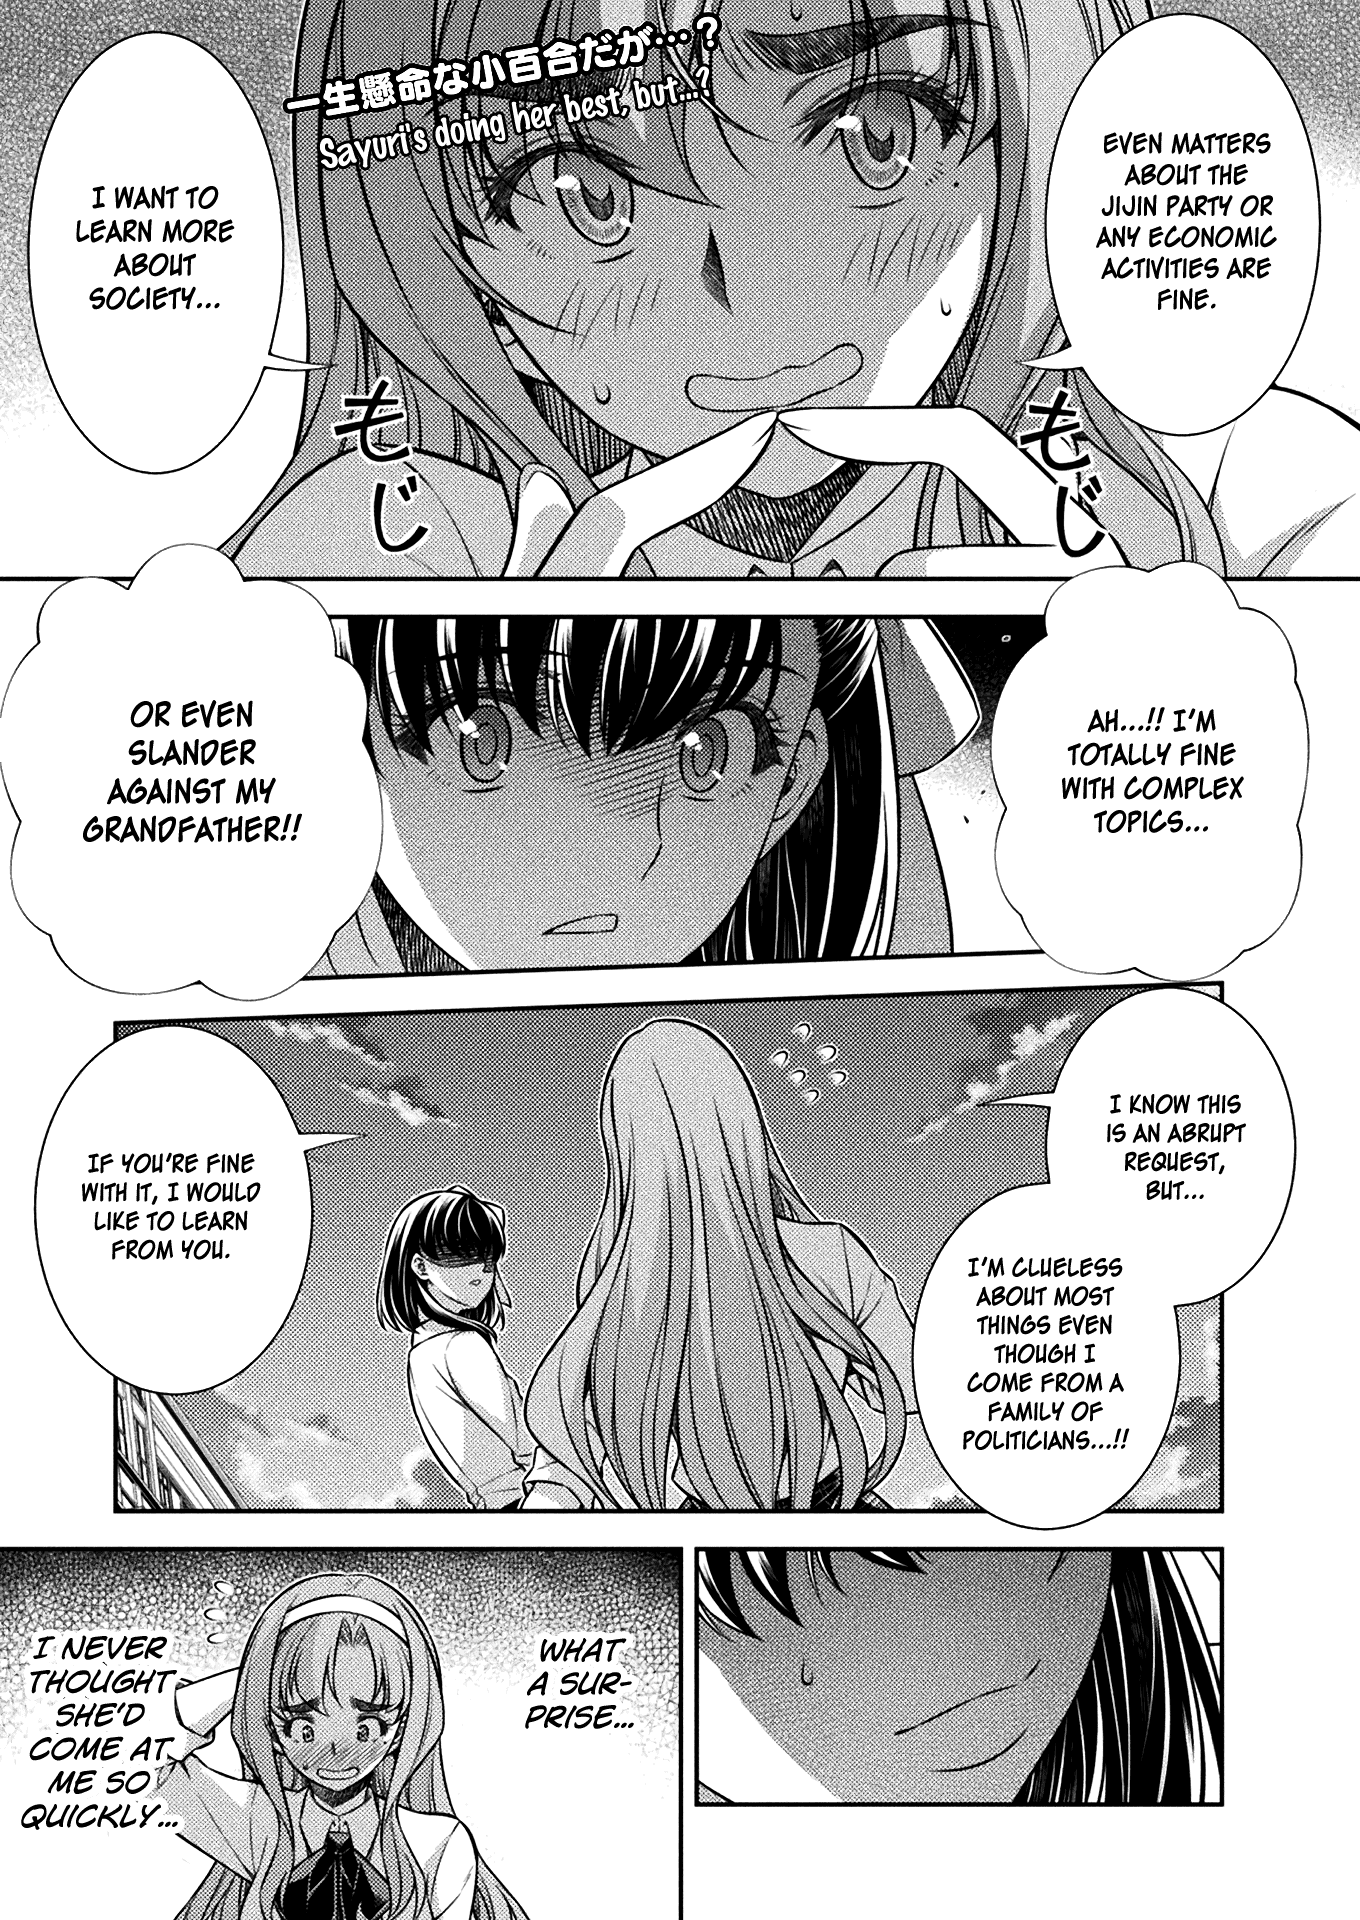 一生懸命な小百合だが…？
Sayuri's doing her best, but...?
EVEN MATTERS
ABOUT THE
JIJIN PARTY OR
ANY ECONOMIC
ACTIVITIES ARE
FINE.
I WANT TO
LEARN MORE
ABOUT
SOCIETY...
もじ
もじ
AH...!! I'M
TOTALLY FINE
WITH COMPLEX
TOPICS...
OR EVEN
SLANDER
AGAINST MY
GRANDFATHER!!
I KNOW THIS
IS AN ABRUPT
REQUEST,
BUT...
I'M CLUELESS
ABOUT MOST
THINGS EVEN
THOUGH I
COME FROM A
FAMILY OF
POLITICIANS...!!
IF YOU'RE FINE
WITH IT, I WOULD
LIKE TO LEARN
FROM YOU.
WHAT
A SUR-
PRISE...
I NEVER
THOUGHT
SHE'D
COME AT
ME SO
QUICKLY...